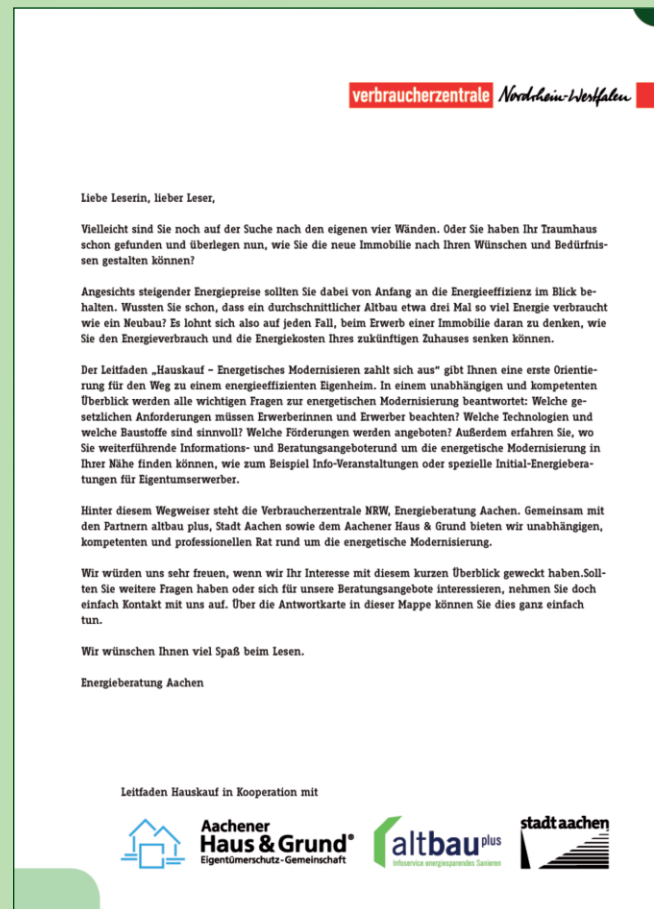 verbraucherzentrale Nordrhein-Westfalen
Liebe Leserin, lieber Leser,
Vielleicht sind Sie noch auf der Suche nach den eigenen vier Wänden. Oder Sie haben Ihr Traumhaus
schon gefunden und überlegen nun, wie Sie die neue Immobilie nach Ihren Wünschen und Bedürfnis-
sen gestalten können?
Angesichts steigender Energiepreise sollten Sie dabei von Anfang an die Energieeffizienz im Blick be-
halten. Wussten Sie schon, dass ein durchschnittlicher Altbau etwa drei Mal so viel Energie verbraucht
wie ein Neubau? Es lohnt sich also auf jeden Fall, beim Erwerb einer Immobilie daran zu denken, wie
Sie den Energieverbrauch und die Energiekosten Ihres zukünftigen Zuhauses senken können.
Der Leitfaden „Hauskauf – Energetisches Modernisieren zahlt sich aus“ gibt Ihnen eine erste Orientie-
rung für den Weg zu einem energieeffizienten Eigenheim. In einem unabhängigen und kompetenten
Überblick werden alle wichtigen Fragen zur energetischen Modernisierung beantwortet: Welche ge-
setzlichen Anforderungen müssen Erwerberinnen und Erwerber beachten? Welche Technologien und
welche Baustoffe sind sinnvoll? Welche Förderungen werden angeboten? Außerdem erfahren Sie, wo
Sie weiterführende Informations- und Beratungsangeboterund um die energetische Modernisierung in
Ihrer Nähe finden können, wie zum Beispiel Info-Veranstaltungen oder spezielle Initial-Energiebera-
tungen für Eigentumserwerber.
Hinter diesem Wegweiser steht die Verbraucherzentrale NRW, Energieberatung Aachen. Gemeinsam mit
den Partnern altbau plus, Stadt Aachen sowie dem Aachener Haus & Grund bieten wir unabhängigen,
kompetenten und professionellen Rat rund um die energetische Modernisierung.
Wir würden uns sehr freuen, wenn wir Ihr Interesse mit diesem kurzen Überblick geweckt haben.Soll-
ten Sie weitere Fragen haben oder sich für unsere Beratungsangebote interessieren, nehmen Sie doch
einfach Kontakt mit uns auf. Über die Antwortkarte in dieser Mappe können Sie dies ganz einfach
tun.
Wir wünschen Ihnen viel Spaß beim Lesen.
Energieberatung Aachen
Leitfaden Hauskauf in Kooperation mit
Aachener
Haus & Grund®
Eigentümerschutz-Gemeinschaft
altbau plus
Infoservice energiesparendes Sanieren
stadt aachen